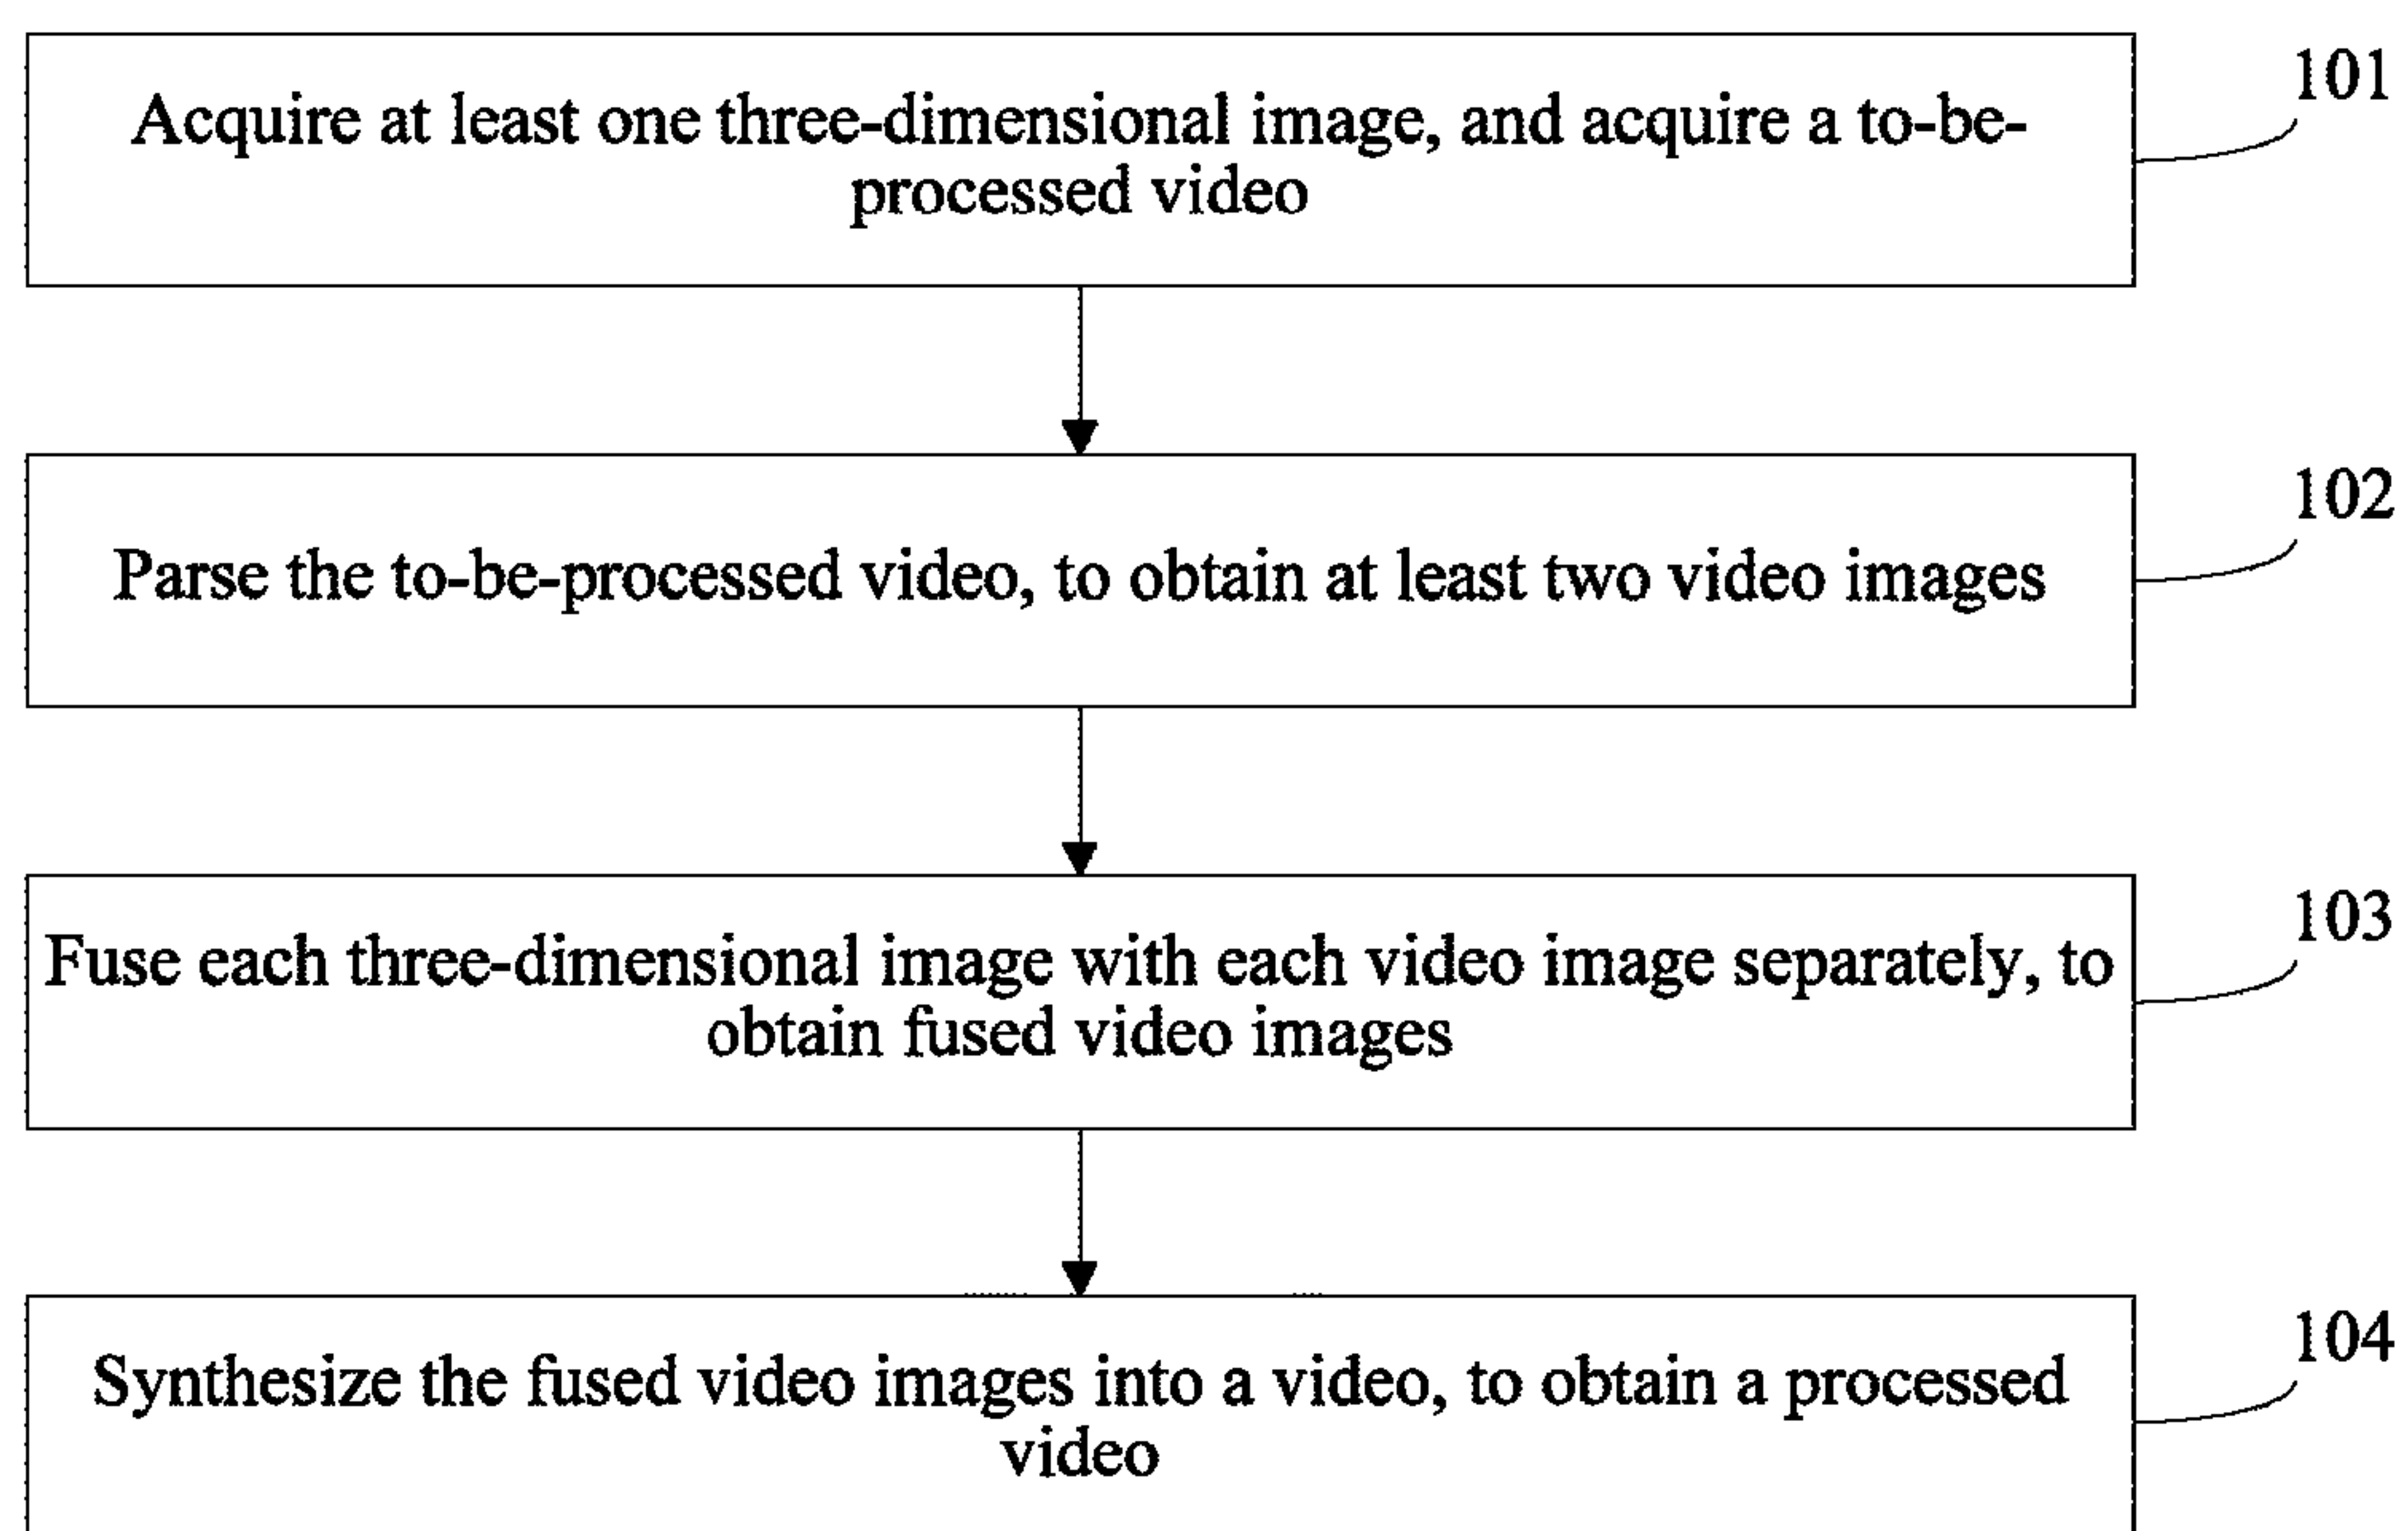 101
Acquire at least one three-dimensional image, and acquire a to-be-
processed video
102
Parse the to-be-processed video, to obtain at least two video images
103
Fuse each three-dimensional image with each video image separately, to
obtain fused video images
104
Synthesize the fused video images into a video, to obtain a processed
video